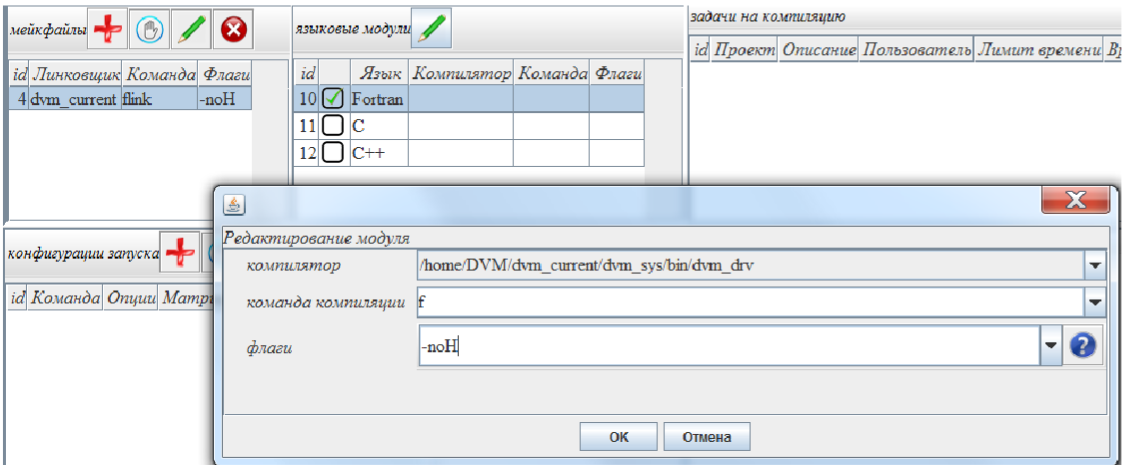 мейкфайлы
id Линковщик Команда Флаги
4 dvm_current flink -noH
языковые модули
id Язык Компилятор Команда Флаги
10 Fortran
11 C
12 C++
задачи на компиляцию
id Проект Описание Пользователь Лимит времени
конфигурации запуска
id Команда Опции
Редактирование модуля
компилятор /home/DVM/dvm_current/dvm_sys/bin/dvm_drv
команда компиляции f
флаги -noH
OK Отмена